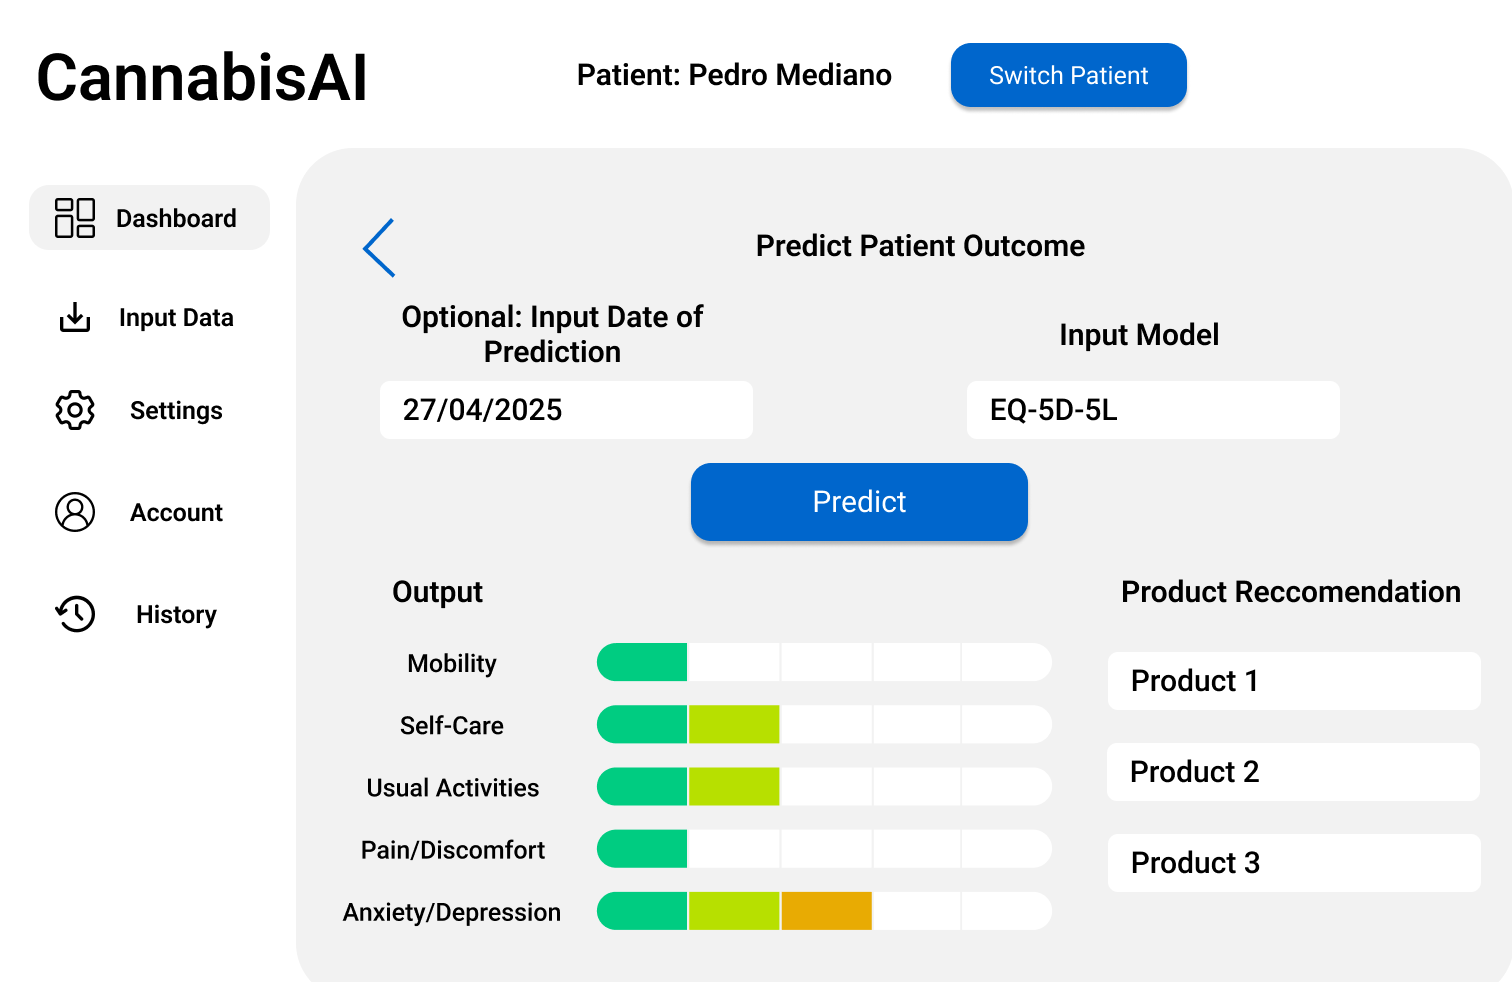 CannabisAI
Patient: Pedro Mediano
Switch Patient
Dashboard
Input Data
Settings
Account
History
Predict Patient Outcome
Optional: Input Date of
Prediction
27/04/2025
Input Model
EQ-5D-5L
Predict
Output
Mobility
Self-Care
Usual Activities
Pain/Discomfort
Anxiety/Depression
Product Reccomendation
Product 1
Product 2
Product 3